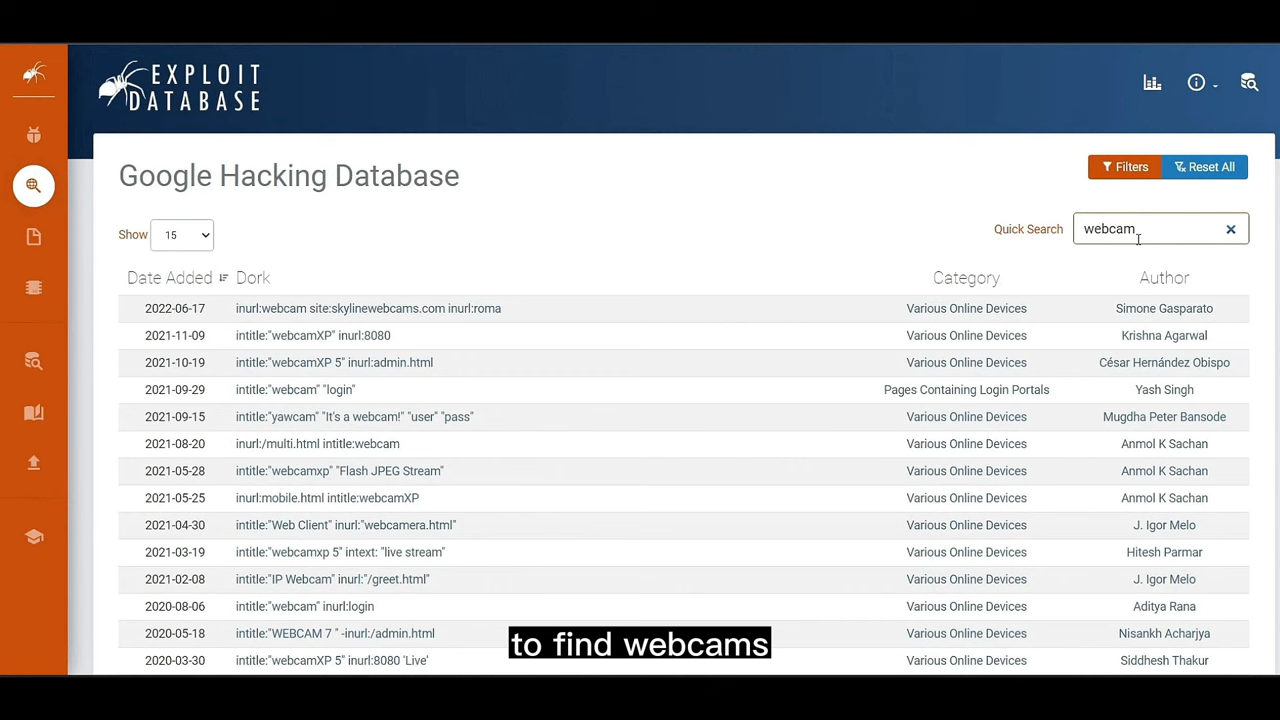 EXPLOIT
DATABASE
Google Hacking Database
Filters
Reset All
Show 15
Quick Search webcam
Date Added Dork Category Author
2022-06-17 inurl:webcam site:skylinewebcams.com inurl:roma Various Online Devices Simone Gasparato
2021-11-09 intitle:"webcamXP" inurl:8080 Various Online Devices Krishna Agarwal
2021-10-19 intitle:"webcamXP 5" inurl:admin.html Various Online Devices César Hernández Obispo
2021-09-29 intitle:"webcam" "login" Pages Containing Login Portals Yash Singh
2021-09-15 intitle:"yawcam" "It's a webcam!" "user" "pass" Various Online Devices Mugdha Peter Bansode
2021-08-20 inurl:/multi.html intitle:webcam Various Online Devices Anmol K Sachan
2021-05-28 intitle:"webcamxp" "Flash JPEG Stream" Various Online Devices Anmol K Sachan
2021-05-25 inurl:mobile.html intitle:webcamXP Various Online Devices Anmol K Sachan
2021-04-30 intitle:"Web Client" inurl:"webcamera.html" Various Online Devices J. Igor Melo
2021-03-19 intitle:"webcamxp 5" intext: "live stream" Various Online Devices Hitesh Parmar
2021-02-08 intitle:"IP Webcam" inurl:"/greet.html" Various Online Devices J. Igor Melo
2020-08-06 intitle:"webcam" inurl:login Various Online Devices Aditya Rana
2020-05-18 intitle:"WEBCAM 7 " -inurl:/admin.html Various Online Devices Nisankh Acharjya
to find webcams
2020-03-30 intitle:"webcamXP 5" inurl:8080 'Live' Various Online Devices Siddhesh Thakur